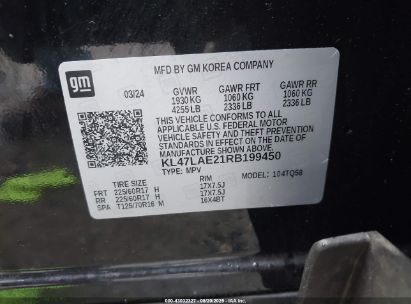 MFD BY GM KOREA COMPANY
gm
03/24 GVWR GAWR FRT GAWR RR
1930 KG 1060 KG 1060 KG
4255 LB 2336 LB 2336 LB
THIS VEHICLE CONFORMS TO ALL
APPLICABLE U.S. FEDERAL MOTOR
VEHICLE SAFETY, BUMPER, AND THEFT
PREVENTION STANDARDS IN EFFECT ON
THE DATE OF MANUFACTURE SHOWN ABOVE.
KL47LAE21RB199450
TYPE: MPV MODEL: 1G4TQ58
TIRE SIZE RIM
FRT 225/60R17 H 17X7.5J
RR 225/60R17 H 17X7.5J
SPA T125/70R16 M 16X4BT